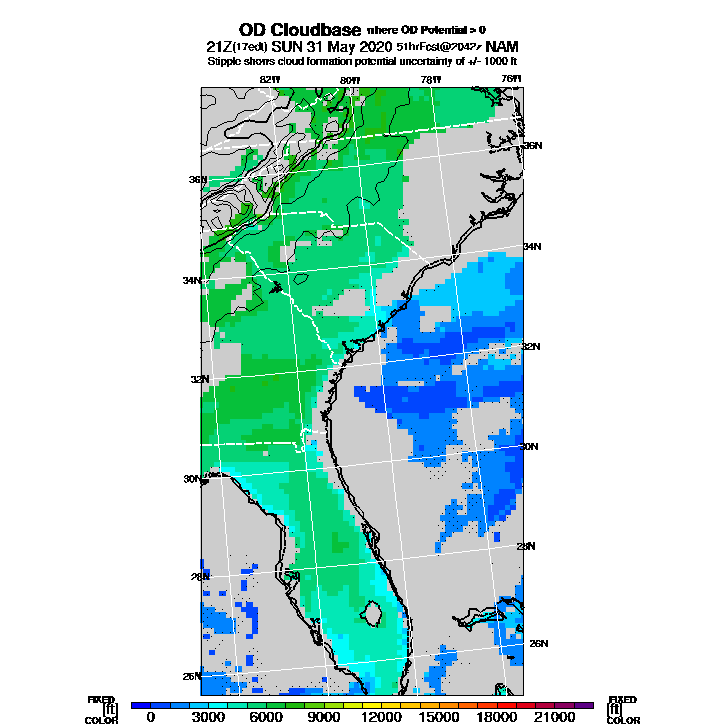 OD Cloudbase where OD Potential > 0
21Z(17edt) SUN 31 May 2020 51hrFcst@2042z NAM
Stipple shows cloud formation potential uncertainty of +/- 1000 ft
82W 80W 78W 76W
36N
36N
34N
34N
32N
32N
30N
30N
28N
28N
26N
26N
FIXED FIXED
[ft] [ft]
COLOR COLOR
0 3000 6000 9000 12000 15000 18000 21000